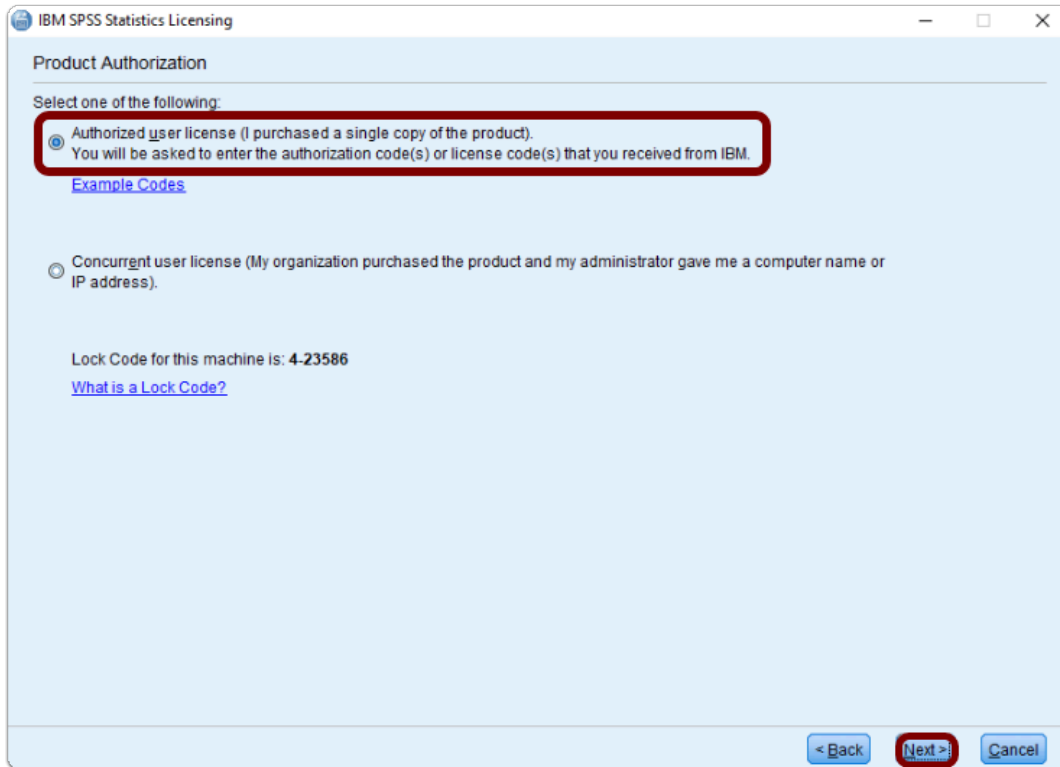 IBM SPSS Statistics Licensing
Product Authorization
Select one of the following:
Authorized user license (I purchased a single copy of the product).
You will be asked to enter the authorization code(s) or license code(s) that you received from IBM.
Example Codes
Concurrent user license (My organization purchased the product and my administrator gave me a computer name or
IP address).
Lock Code for this machine is: 4-23586
What is a Lock Code?
< Back Next > Cancel